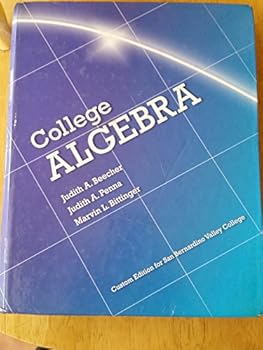 College
ALGEBRA
Judith A. Beecher
Judith A. Penna
Marvin L. Bittinger
Custom Edition for San Bernardino Valley College